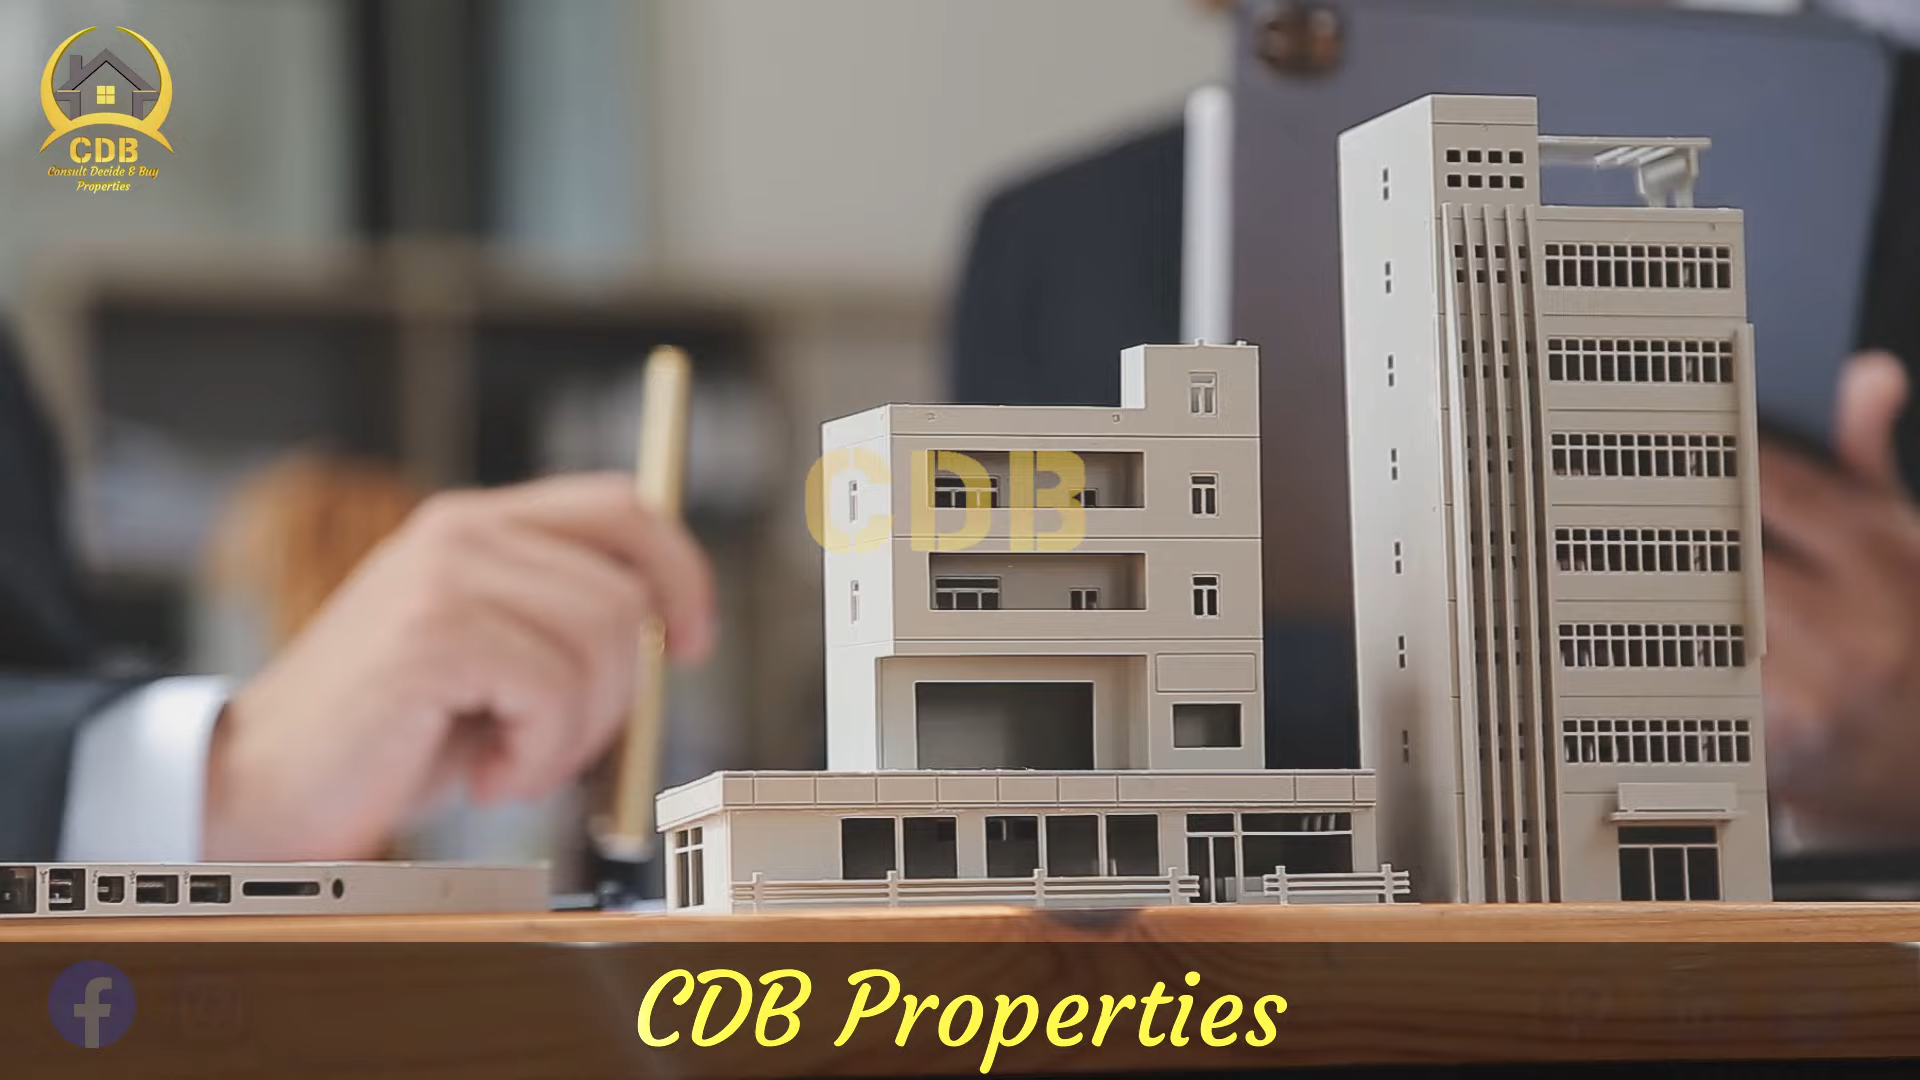 CDB
Consult Decide & Buy
Properties
CDB
CDB Properties